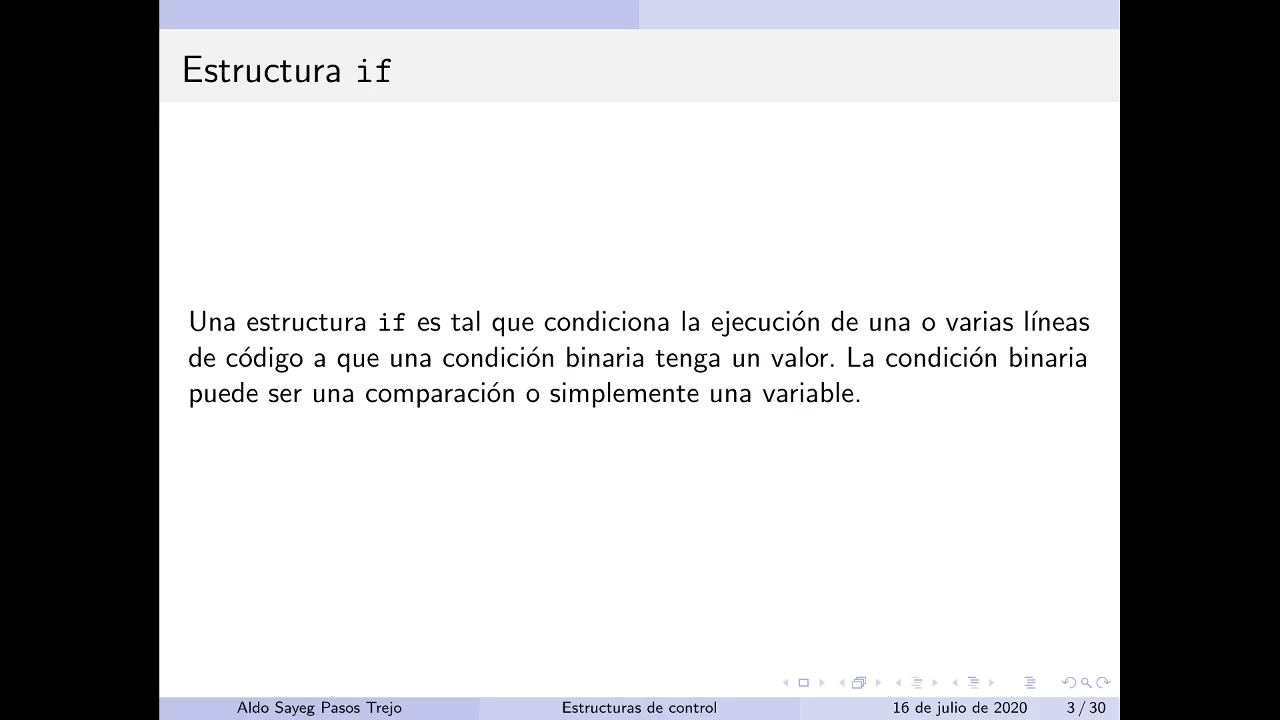 Estructura if
Una estructura if es tal que condiciona la ejecución de una o varias líneas
de código a que una condición binaria tenga un valor. La condición binaria
puede ser una comparación o simplemente una variable.
Aldo Sayeg Pasos Trejo
Estructuras de control
16 de julio de 2020
3 / 30